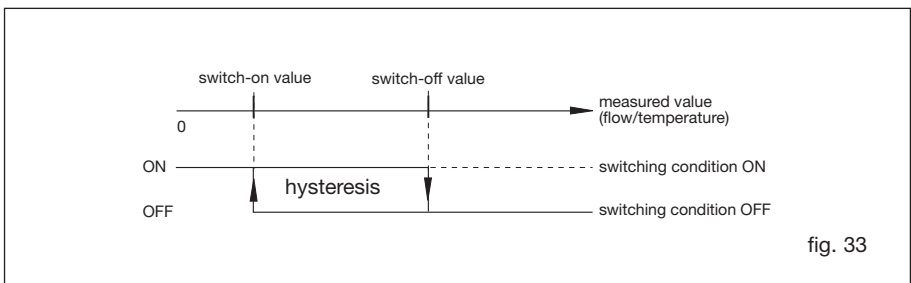 switch-on value
switch-off value
measured value
(flow/temperature)
0
ON
switching condition ON
hysteresis
OFF
switching condition OFF
fig. 33